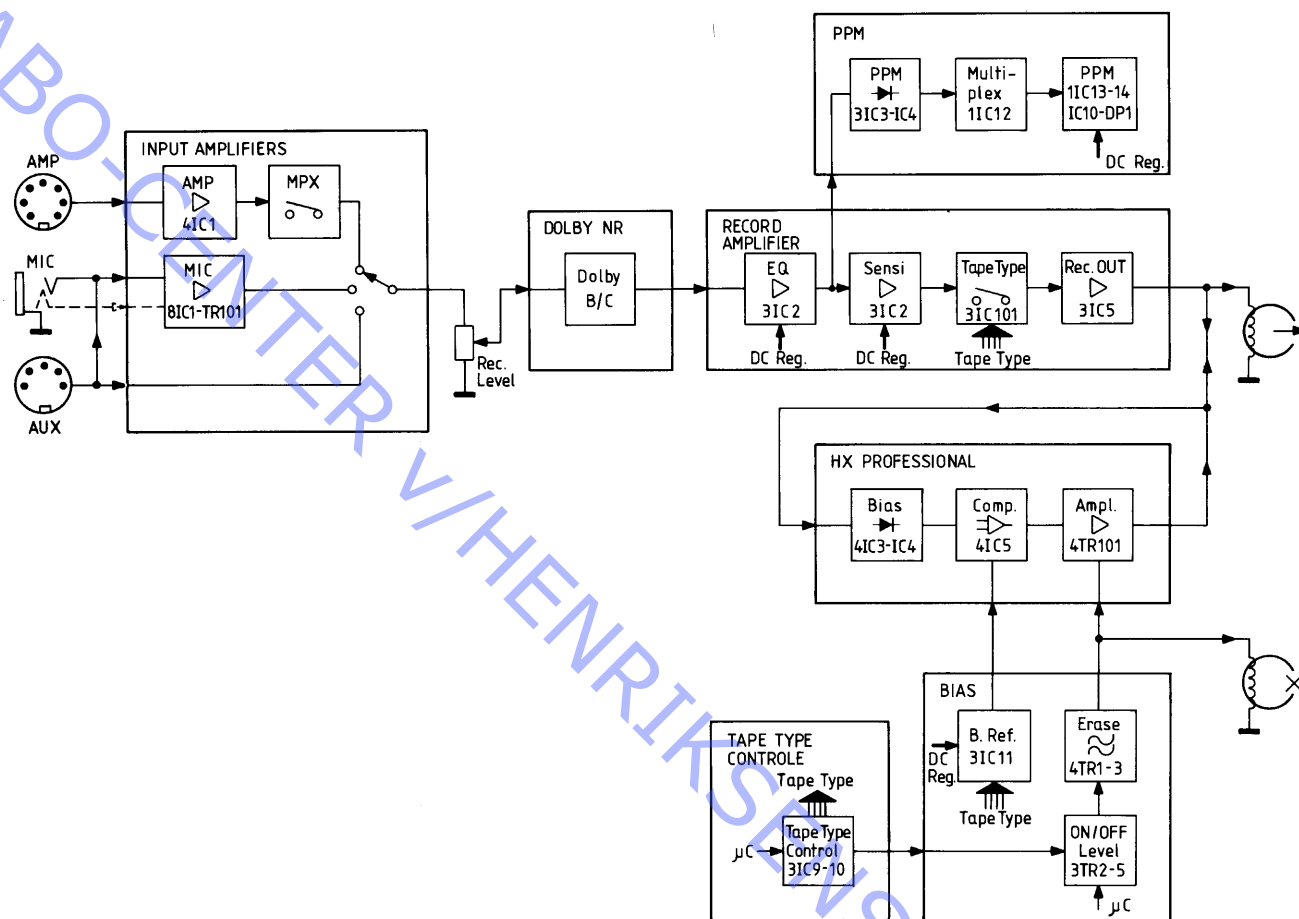 PPM
PPM
3IC3-IC4
Multi-
plex
1IC12
PPM
1IC13-14
IC10-DP1
DC Reg.
AMP
INPUT AMPLIFIERS
AMP
4IC1
MPX
MIC
MIC
8IC1-TR101
AUX
Rec.
Level
DOLBY NR
Dolby
B/C
RECORD
AMPLIFIER
EQ
3IC2
DC Reg.
Sensi
3IC2
DC Reg.
Tape Type
3IC101
Tape Type
Rec. OUT
3IC5
HX PROFESSIONAL
Bias
4IC3-IC4
Comp.
4IC5
Ampl.
4TR101
BIAS
B. Ref.
3IC11
DC
Reg.
Tape Type
Erase
4TR1-3
ON/OFF
Level
3TR2-5
µC
TAPE TYPE
CONTROLE
Tape Type
Tape Type
Control
3IC9-10
µC
ABO-CENTER v/HENRIKSENS